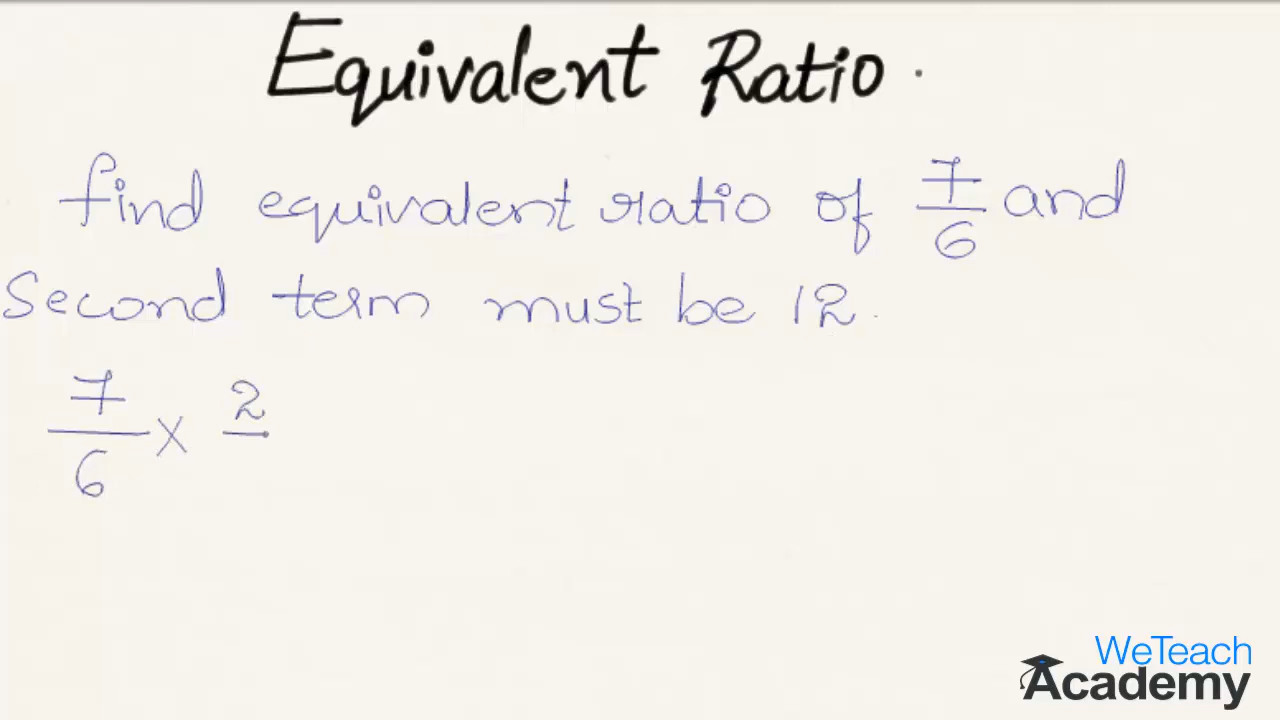 Equivalent Ratio.
find equivalent ratio of 7/6 and
Second term must be 12.
7/6 × 2
WeTeach
Academy